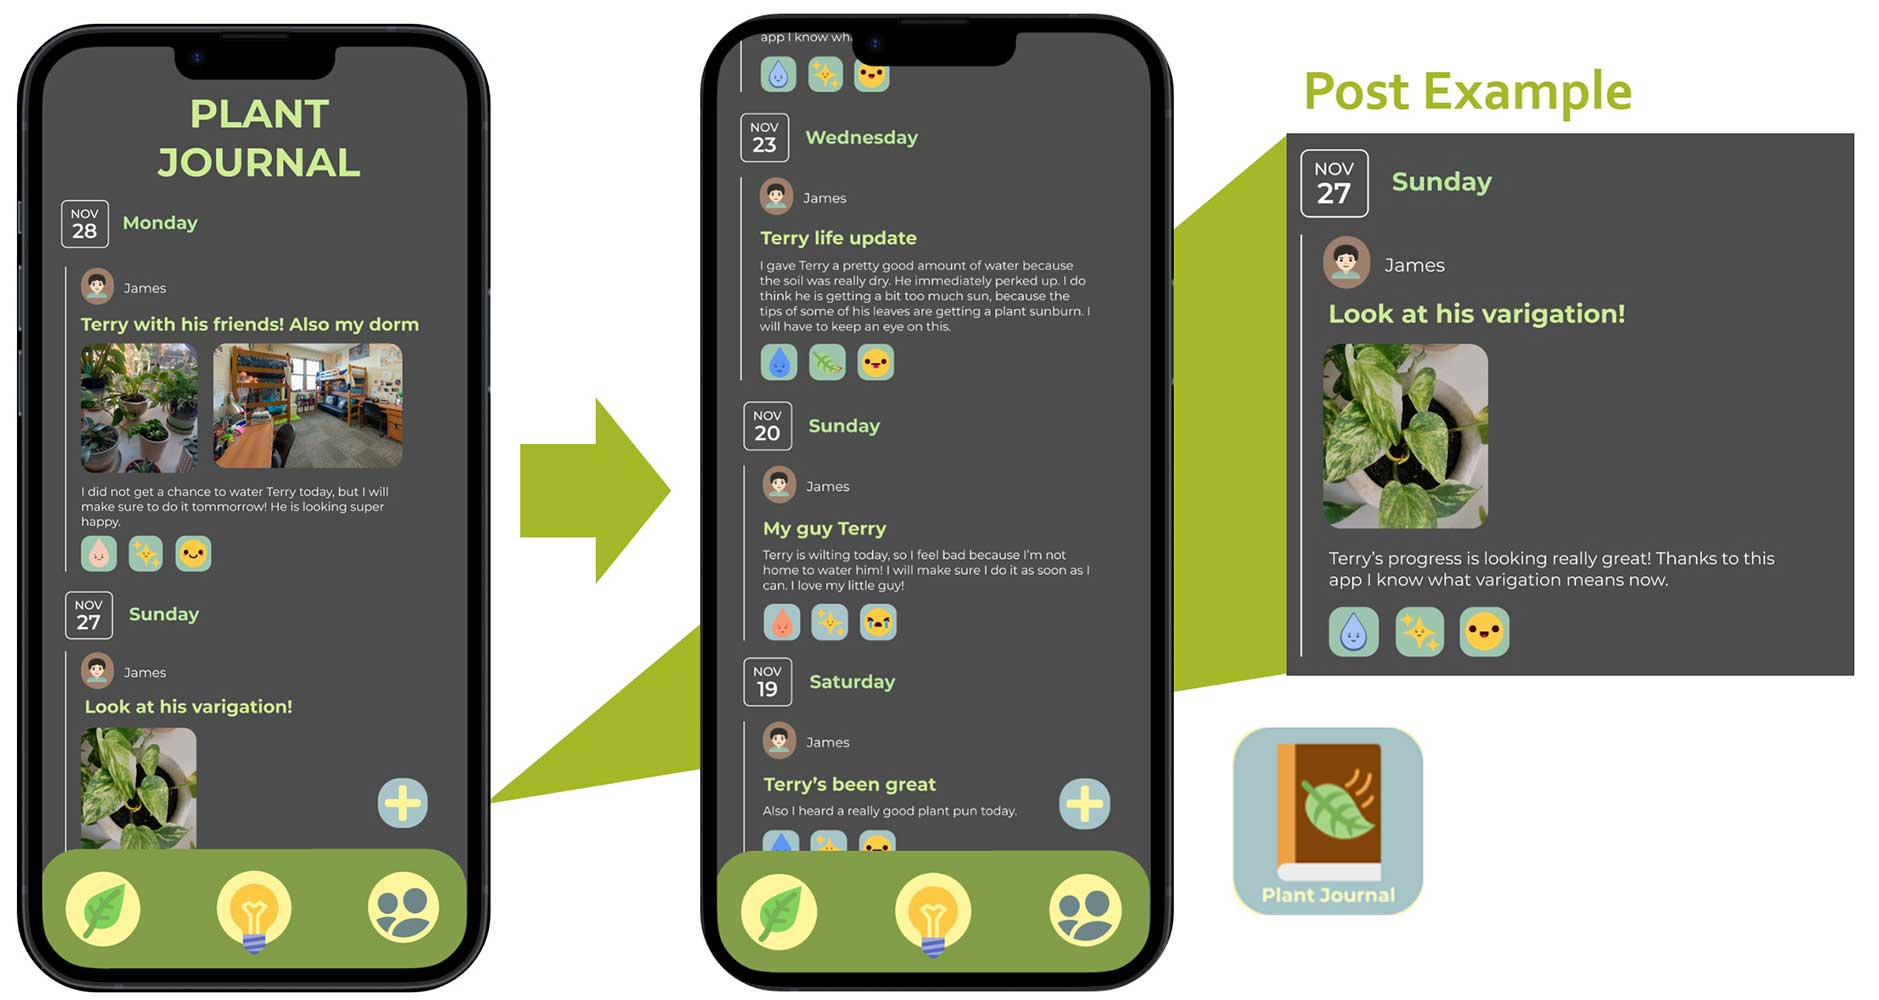 PLANT
JOURNAL
NOV
28
Monday
James
Terry with his friends! Also my dorm
I did not get a chance to water Terry today, but I will
make sure to do it tommorrow! He is looking super
happy.
NOV
27
Sunday
James
Look at his varigation!
app I know wh
NOV
23
Wednesday
James
Terry life update
I gave Terry a pretty good amount of water because
the soil was really dry. He immediately perked up. I do
think he is getting a bit too much sun, because the
tips of some of his leaves are getting a plant sunburn. I
will have to keep an eye on this.
NOV
20
Sunday
James
My guy Terry
Terry is wilting today, so I feel bad because I'm not
home to water him! I will make sure I do it as soon as I
can. I love my little guy!
NOV
19
Saturday
James
Terry's been great
Also I heard a really good plant pun today.
Post Example
NOV
27
Sunday
James
Look at his varigation!
Terry's progress is looking really great! Thanks to this
app I know what varigation means now.
Plant Journal